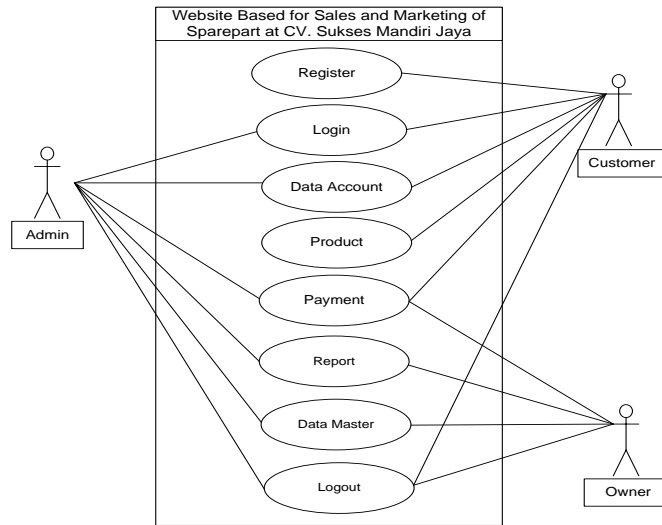 Website Based for Sales and Marketing of
Sparepart at CV. Sukses Mandiri Jaya
Register
Login
Customer
Data Account
Admin
Product
Payment
Report
Data Master
Logout
Owner